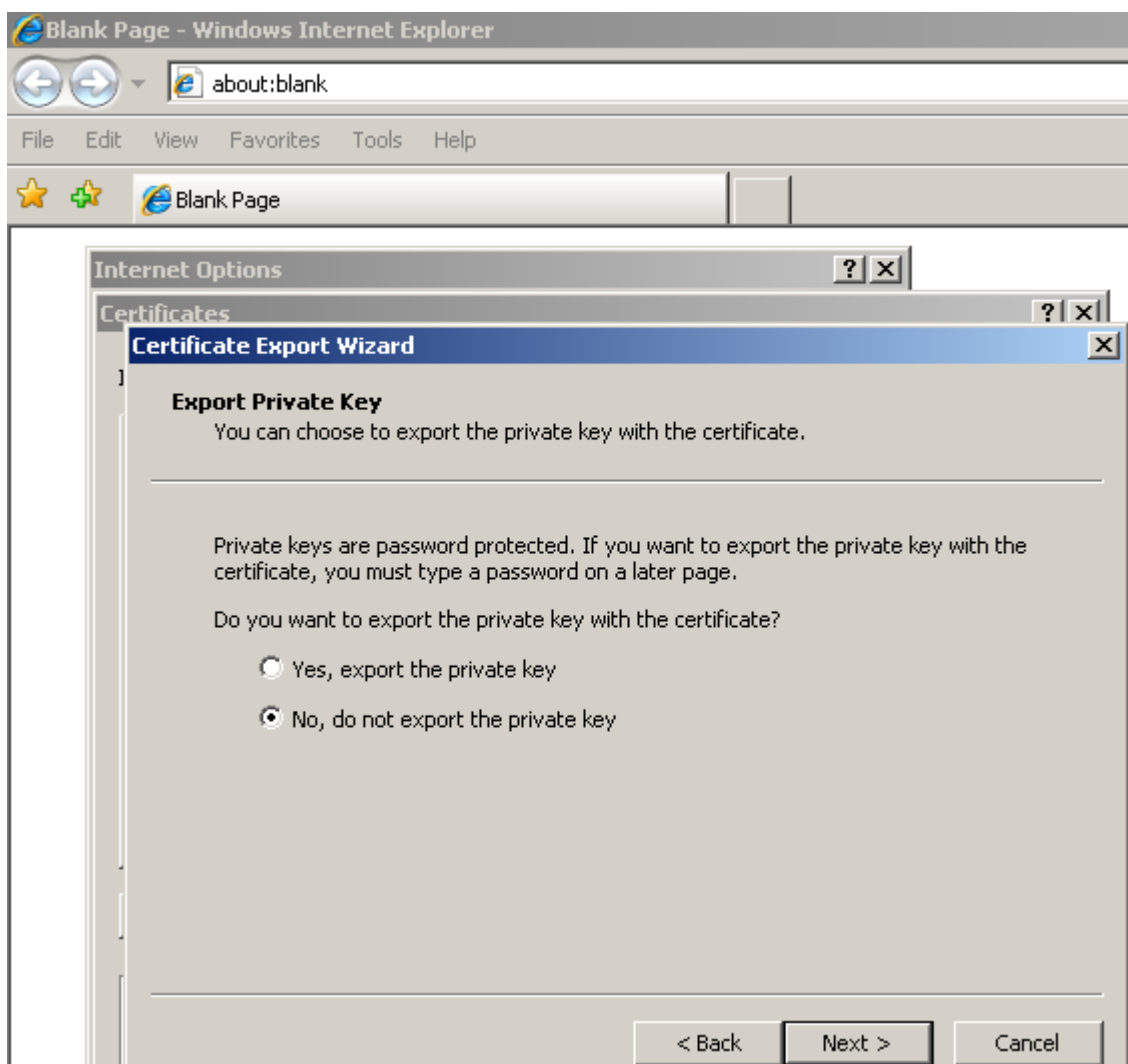 Blank Page - Windows Internet Explorer
about:blank
File Edit View Favorites Tools Help
Blank Page
Internet Options
Certificates
Certificate Export Wizard
Export Private Key
You can choose to export the private key with the certificate.
Private keys are password protected. If you want to export the private key with the
certificate, you must type a password on a later page.
Do you want to export the private key with the certificate?
Yes, export the private key
No, do not export the private key
< Back Next > Cancel